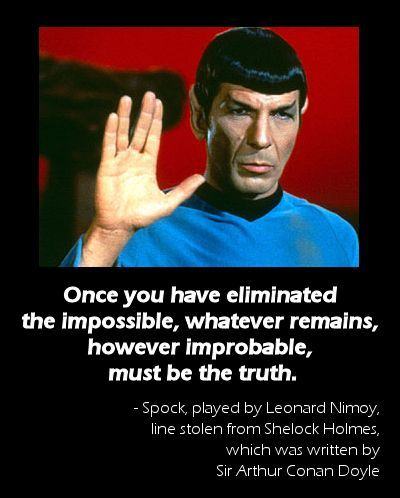 Once you have eliminated
the impossible, whatever remains,
however improbable,
must be the truth.
- Spock, played by Leonard Nimoy,
line stolen from Shelock Holmes,
which was written by
Sir Arthur Conan Doyle